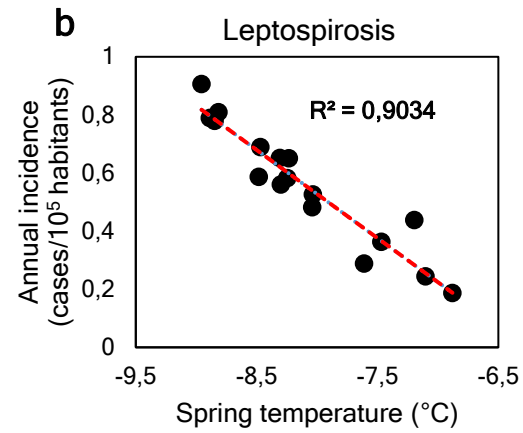 b
Leptospirosis
R² = 0,9034
Annual incidence
(cases/10⁵ habitants)
1
0,8
0,6
0,4
0,2
0
-9,5 -8,5 -7,5 -6,5
Spring temperature (°C)